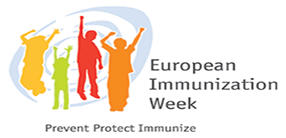 European
Immunization
Week
Prevent Protect Immunize